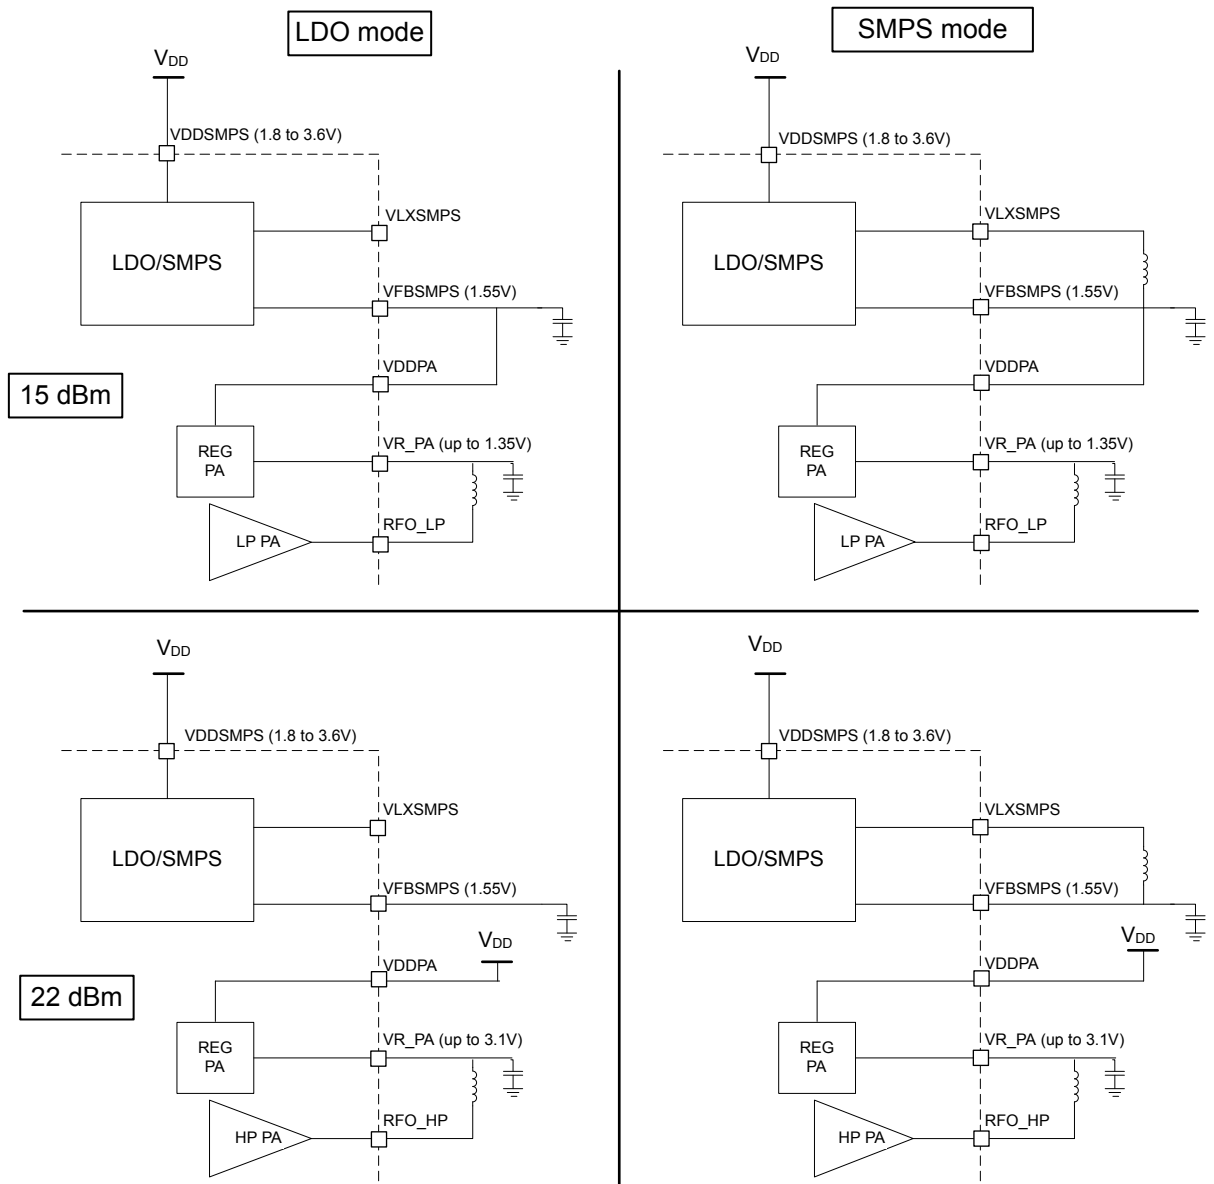 LDO mode
SMPS mode
VDD
VDDSMPS (1.8 to 3.6V)
VLXSMPS
LDO/SMPS
VFBSMPS (1.55V)
VDDPA
15 dBm
REG
PA
VR_PA (up to 1.35V)
LP PA
RFO_LP
VDD
VDDSMPS (1.8 to 3.6V)
VLXSMPS
LDO/SMPS
VFBSMPS (1.55V)
VDDPA
REG
PA
VR_PA (up to 1.35V)
LP PA
RFO_LP
VDD
VDDSMPS (1.8 to 3.6V)
VLXSMPS
LDO/SMPS
VFBSMPS (1.55V)
VDD
VDDPA
22 dBm
REG
PA
VR_PA (up to 3.1V)
HP PA
RFO_HP
VDD
VDDSMPS (1.8 to 3.6V)
VLXSMPS
LDO/SMPS
VFBSMPS (1.55V)
VDD
VDDPA
REG
PA
VR_PA (up to 3.1V)
HP PA
RFO_HP